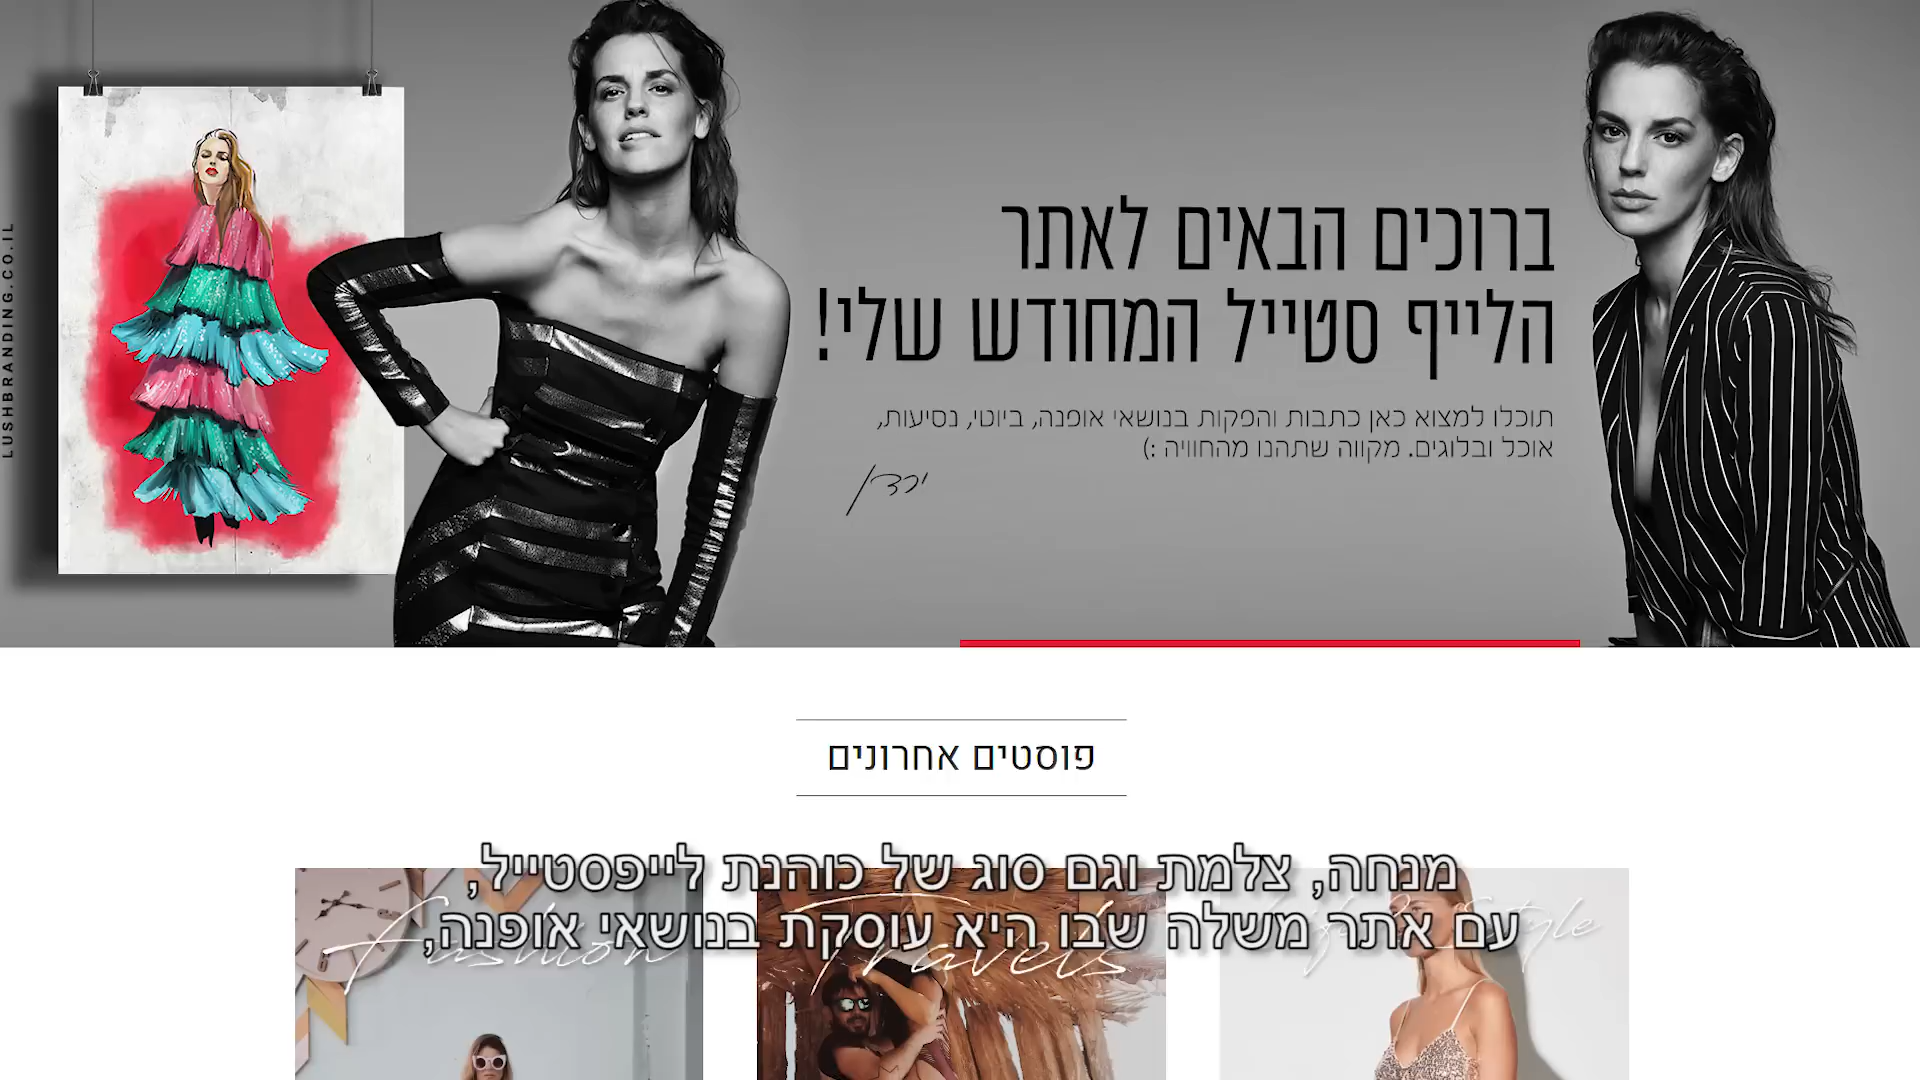 ברוכים הבאים לאתר
הלייף סטייל המחודש שלי!
תוכלו למצוא כאן כתבות והפקות בנושאי אופנה, ביוטי, נסיעות,
אוכל ובלוגים. מקווה שתהנו מהחוויה :)
ירדן
LUSHBRANDING.CO.IL
פוסטים אחרונים
מנחה, צלמת וגם סוג של כוהנת לייפסטייל,
עם אתר משלה שבו היא עוסקת בנושאי אופנה,
Fashion
Travels